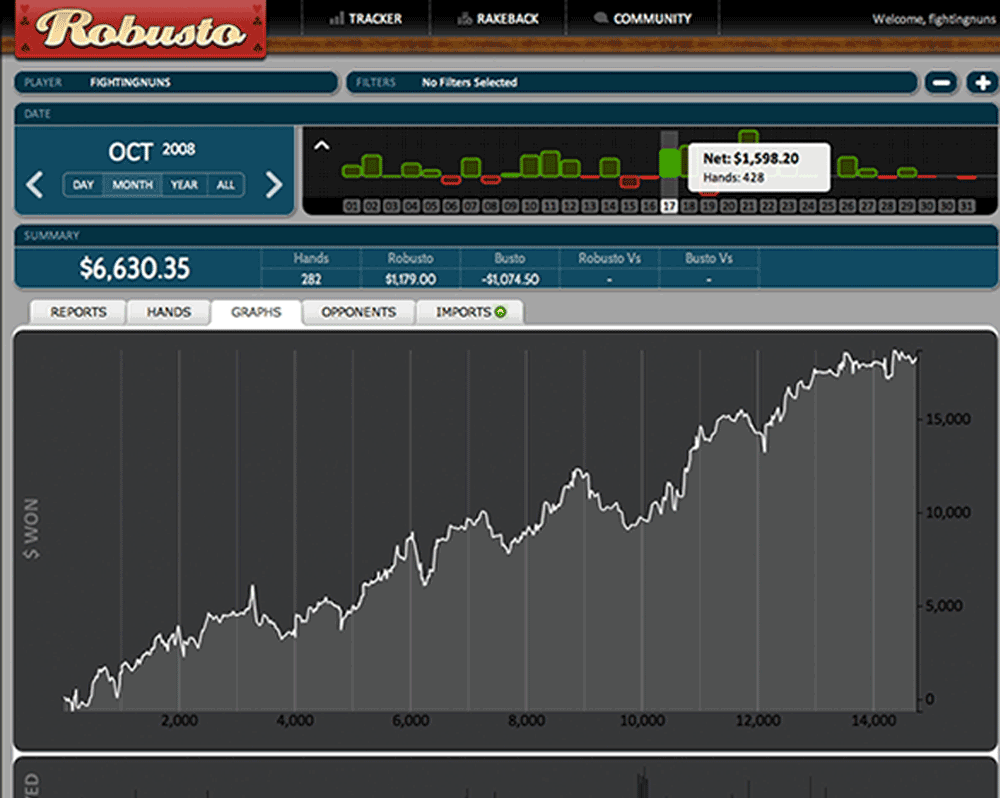 Robusto
TRACKER RAKEBACK COMMUNITY
Welcome, fightingnuns
PLAYER FIGHTINGNUNS
FILTERS No Filters Selected
DATE
OCT 2008
DAY MONTH YEAR ALL
Net: $1,598.20
Hands: 428
01 02 03 04 05 06 07 08 09 10 11 12 13 14 15 16 17 18 19 20 21 22 23 24 25 26 27 28 29 30 30 31
SUMMARY
$6,630.35
Hands Robusto Busto Robusto Vs Busto Vs
282 $1,179.00 -$1,074.50 - -
REPORTS HANDS GRAPHS OPPONENTS IMPORTS
$ WON
15,000
10,000
5,000
0
2,000 4,000 6,000 8,000 10,000 12,000 14,000